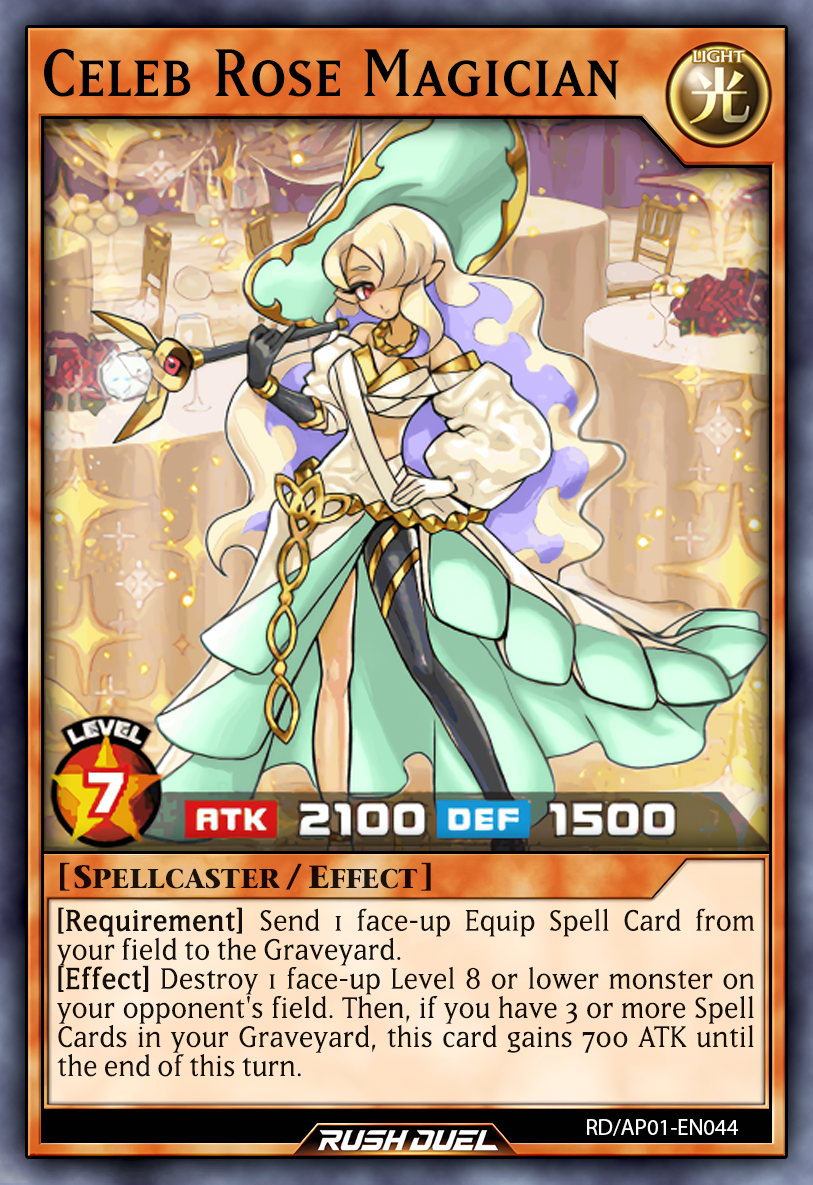 Celeb Rose Magician
LIGHT
光
LEVEL
7
ATK 2100 DEF 1500
[Spellcaster / Effect]
[Requirement] Send 1 face-up Equip Spell Card from
your field to the Graveyard.
[Effect] Destroy 1 face-up Level 8 or lower monster on
your opponent's field. Then, if you have 3 or more Spell
Cards in your Graveyard, this card gains 700 ATK until
the end of this turn.
RD/AP01-EN044
RUSH DUEL